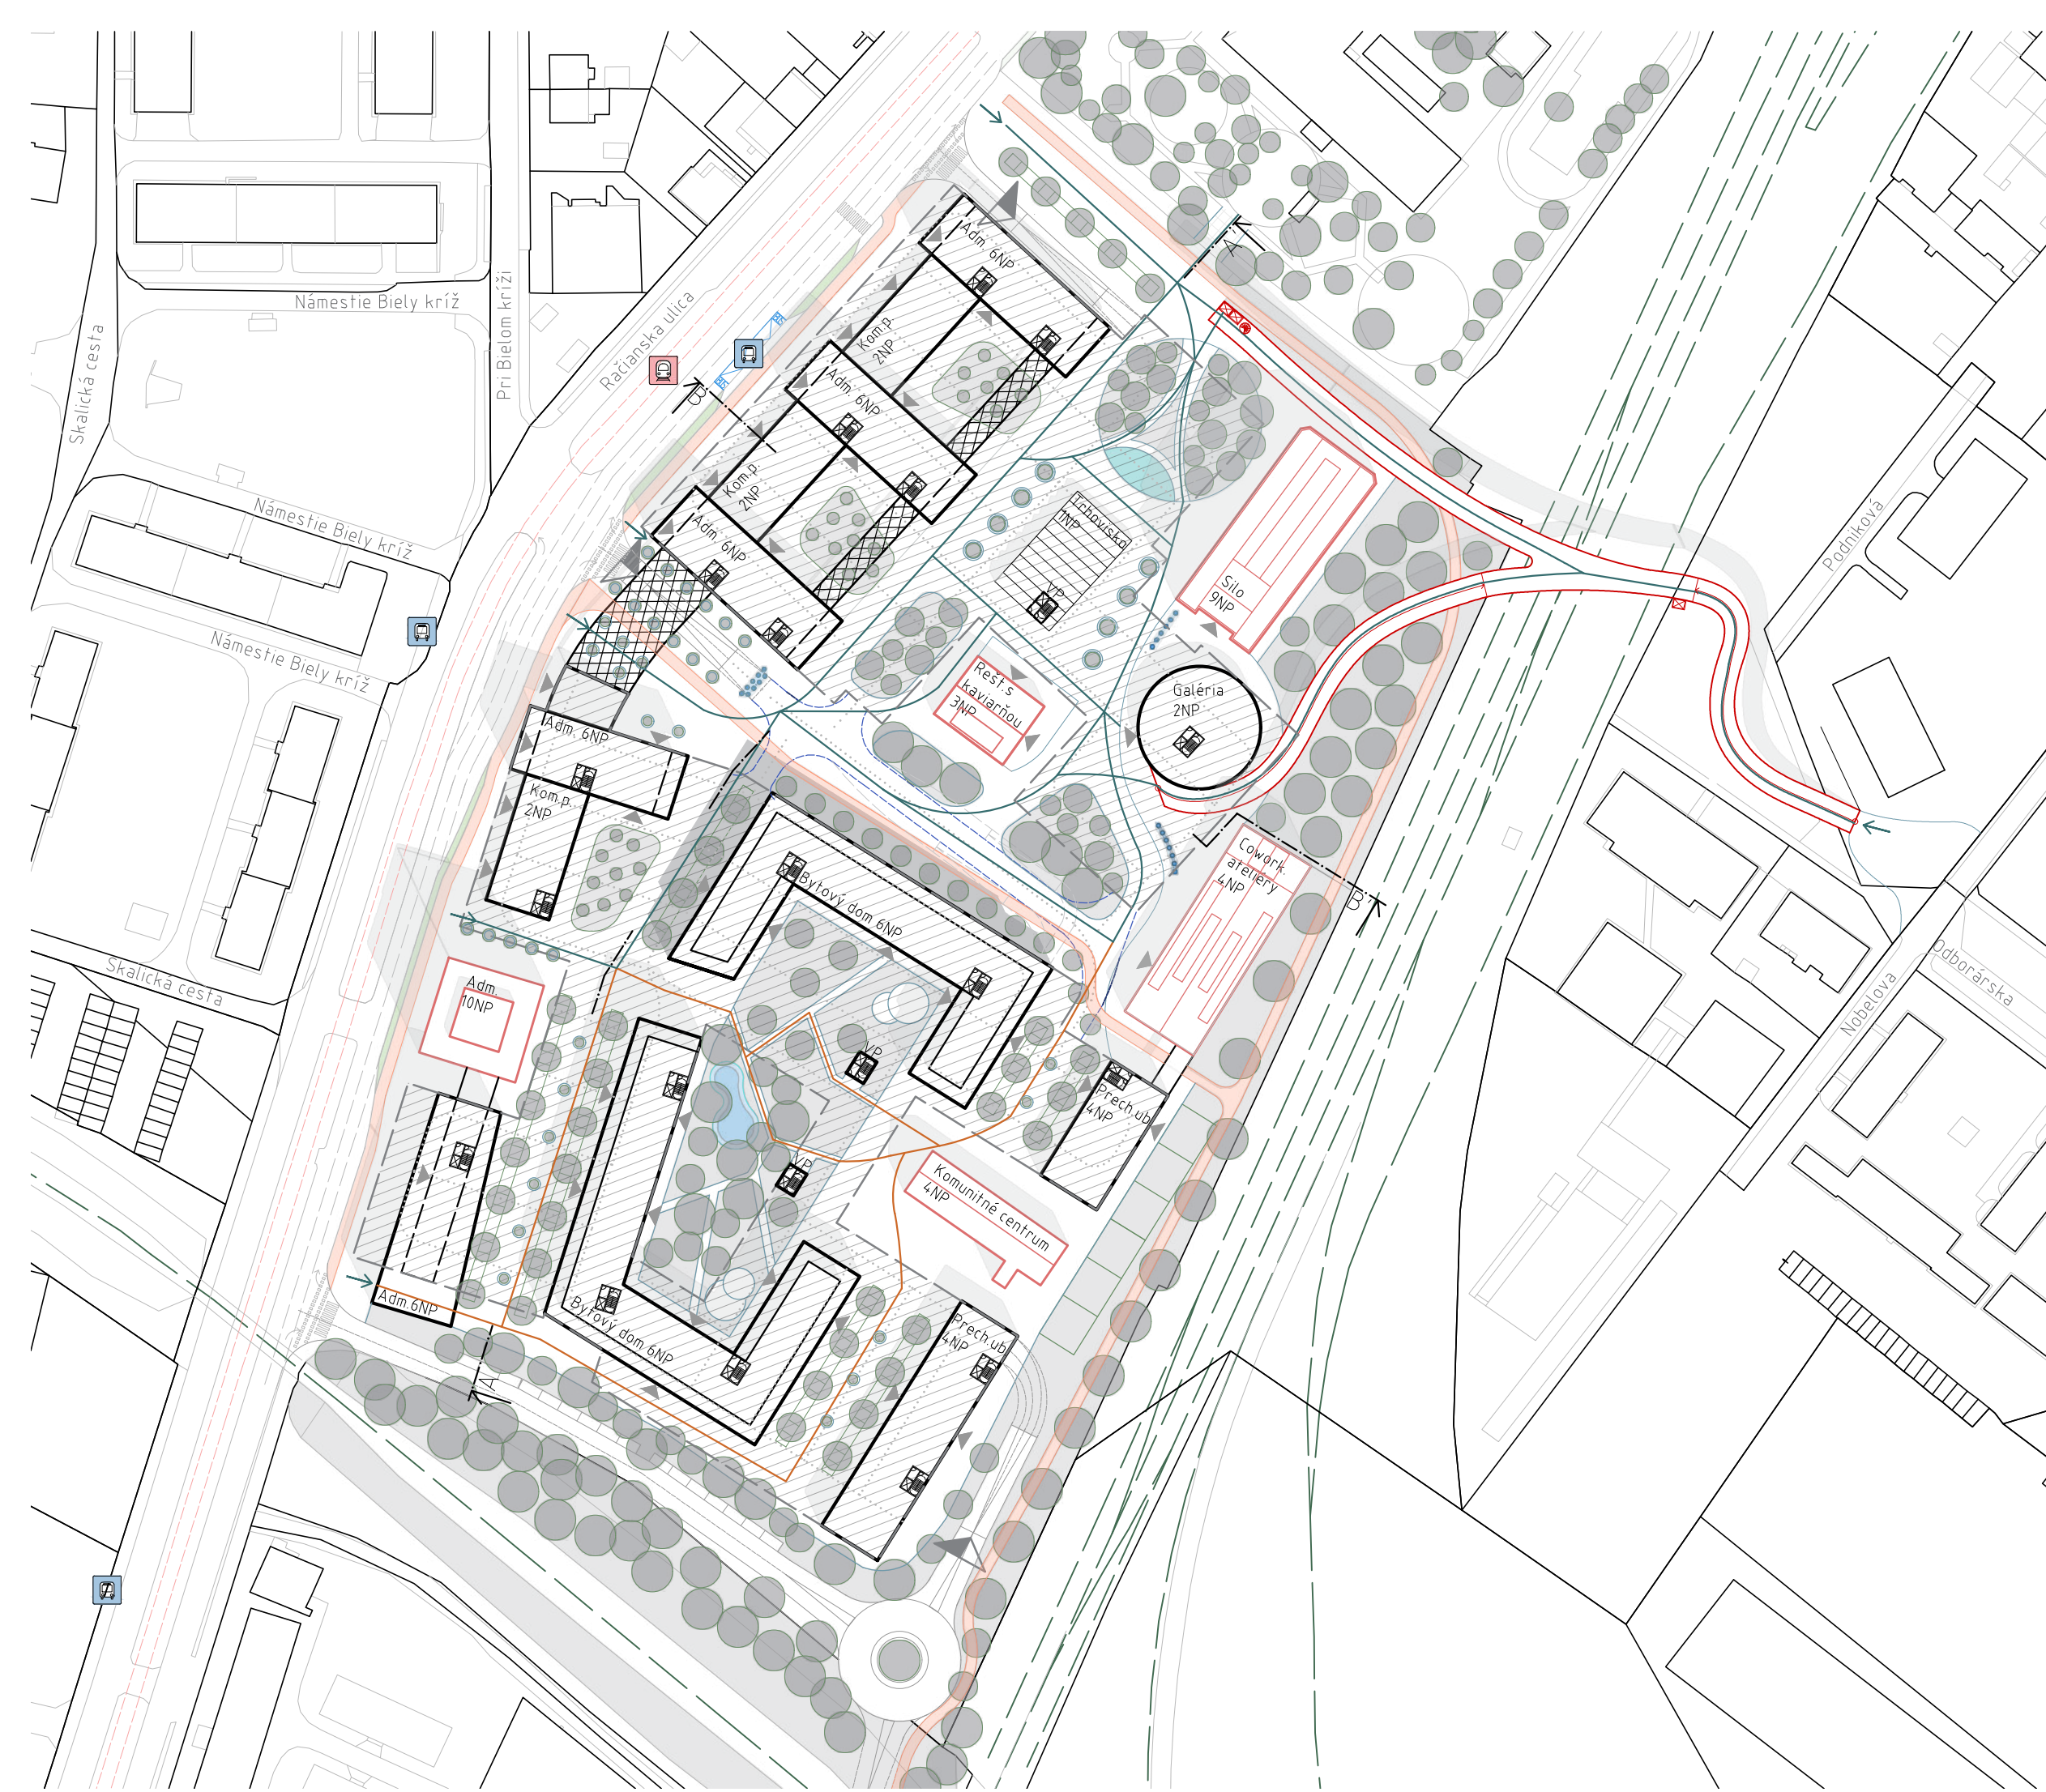 Adm. 6NP
A
Námestie Biely kríž
Pri Bielom kríži
Račianska ulica
Skalická cesta
Kom.p.
2NP
BUS
BUS
B
Adm. 6NP
Kom.p.
2NP
Námestie Biely kríž
Adm. 6NP
Trhovisko
1NP
VP
Silo
9NP
Podniková
Námestie Biely kríž
Rešt.s
kaviarňou
3NP
Galéria
2NP
Adm. 6NP
Kom.p.
2NP
Cowork.
ateliéry
4NP
B'
Bytový dom 6NP
Skalická cesta
Adm.
10NP
Nobelova
Odborárska
VP
Prech.ub.
4NP
VP
Komunitné centrum
4NP
Adm.6NP
Bytový dom 6NP
Prech.ub.
4NP
A'